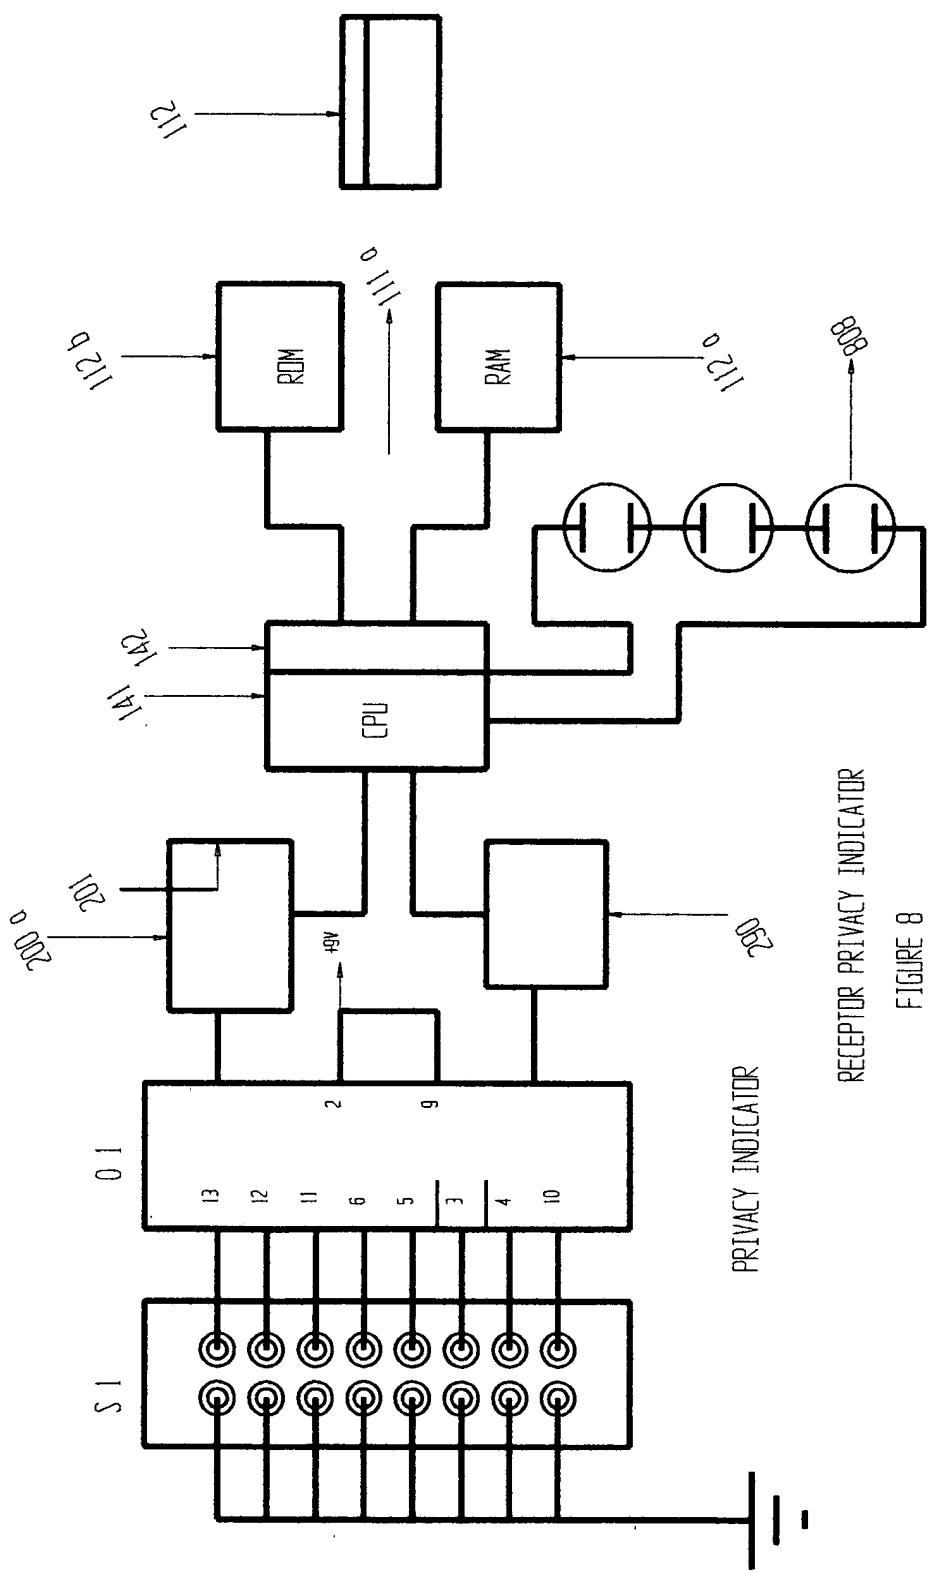 S 1
O 1
13
12
11
6
5
3
4
10
2
9
+9V
200 a
201
290
141
142
CPU
112 b
ROM
111 a
RAM
112 a
112
808
PRIVACY INDICATOR
RECEPTOR PRIVACY INDICATOR
FIGURE 8